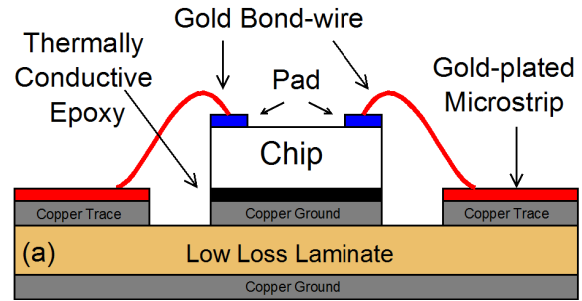 Gold Bond-wire
Thermally
Conductive
Epoxy
Pad
Gold-plated
Microstrip
Chip
Copper Trace
Copper Ground
Copper Trace
(a)
Low Loss Laminate
Copper Ground